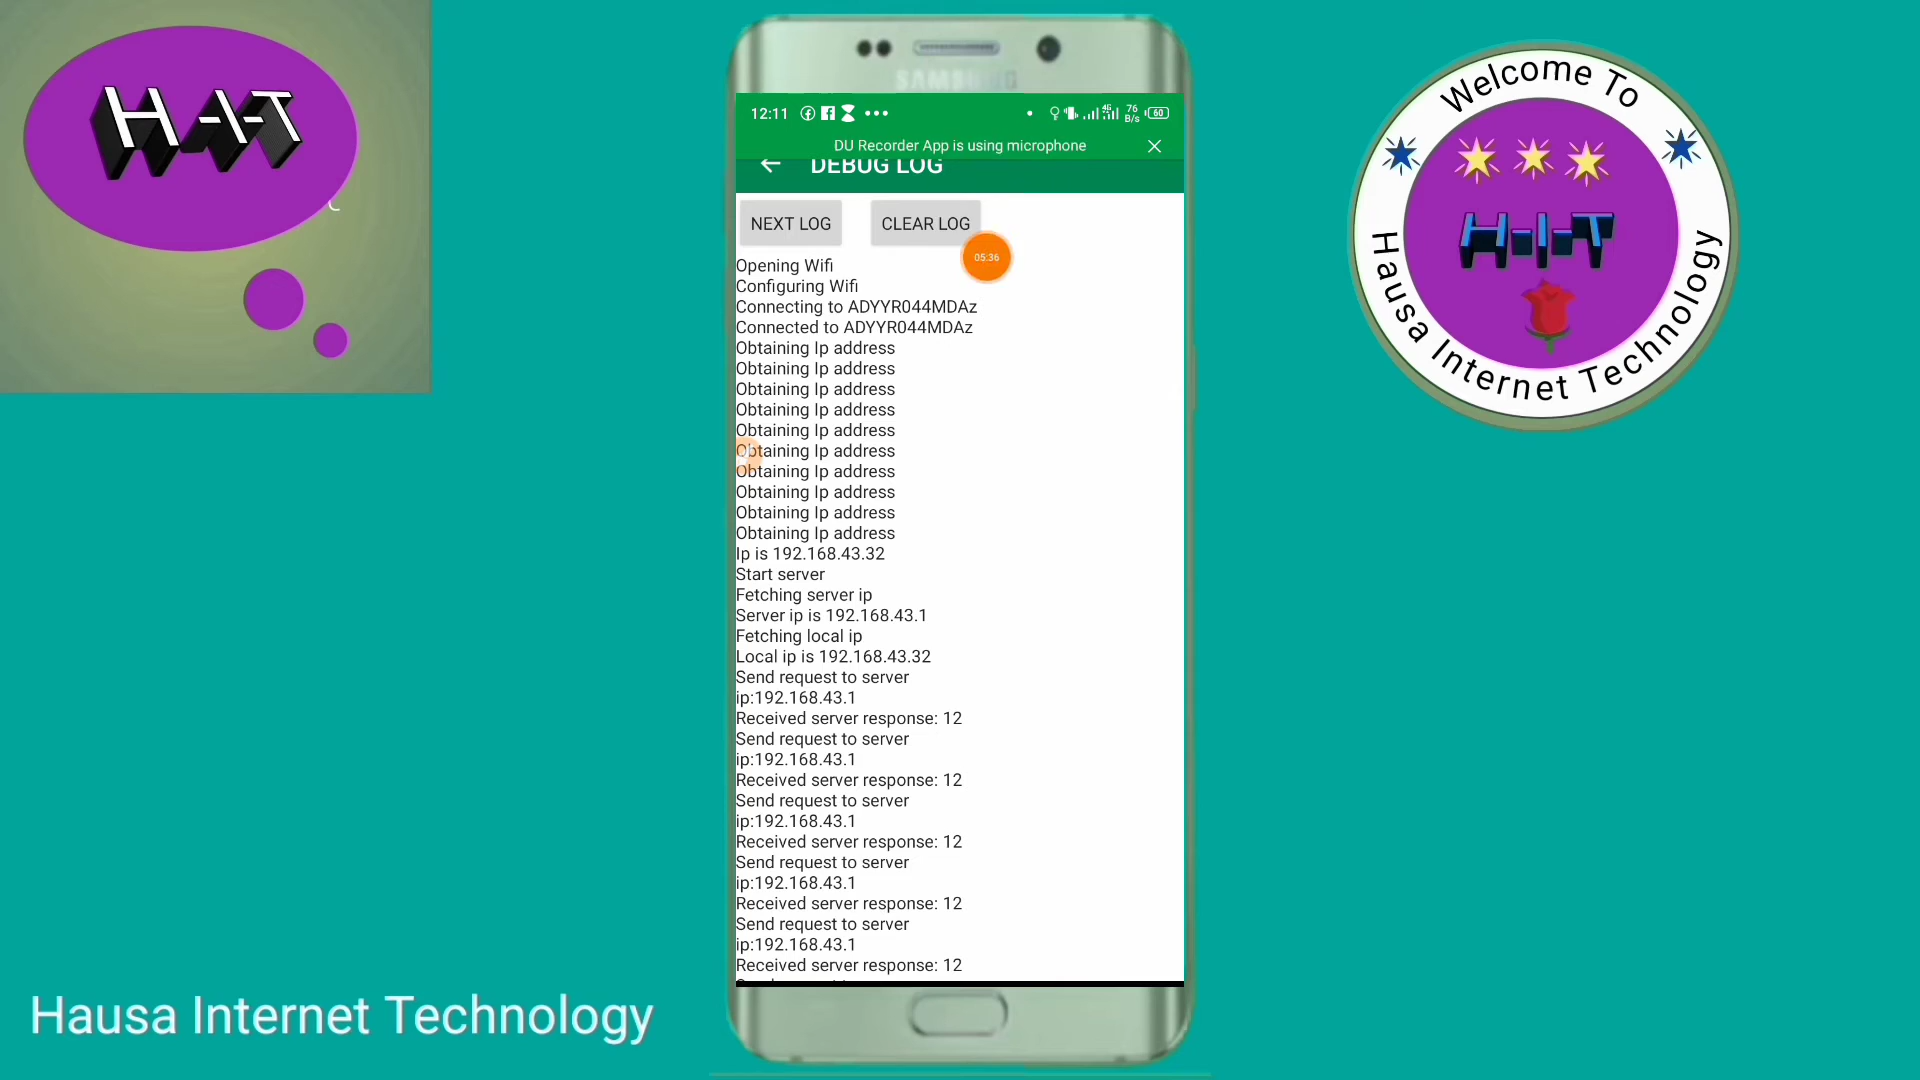 H-I-T
SAMSUNG
12:11
4G
76
B/s
60
DU Recorder App is using microphone
DEBUG LOG
NEXT LOG
CLEAR LOG
05:36
Opening Wifi
Configuring Wifi
Connecting to ADYYR044MDAz
Connected to ADYYR044MDAz
Obtaining Ip address
Obtaining Ip address
Obtaining Ip address
Obtaining Ip address
Obtaining Ip address
Obtaining Ip address
Obtaining Ip address
Obtaining Ip address
Obtaining Ip address
Obtaining Ip address
Ip is 192.168.43.32
Start server
Fetching server ip
Server ip is 192.168.43.1
Fetching local ip
Local ip is 192.168.43.32
Send request to server
ip:192.168.43.1
Received server response: 12
Send request to server
ip:192.168.43.1
Received server response: 12
Send request to server
ip:192.168.43.1
Received server response: 12
Send request to server
ip:192.168.43.1
Received server response: 12
Send request to server
ip:192.168.43.1
Received server response: 12
Welcome To
H-I-T
Hausa Internet Technology
Hausa Internet Technology